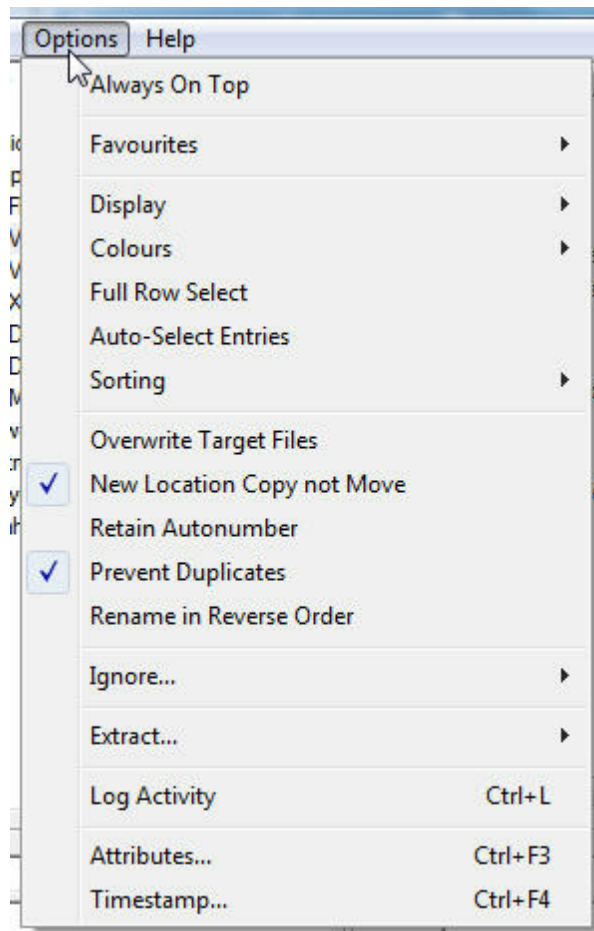 Options Help
Always On Top
Favourites
Display
Colours
Full Row Select
Auto-Select Entries
Sorting
Overwrite Target Files
New Location Copy not Move
Retain Autonumber
Prevent Duplicates
Rename in Reverse Order
Ignore...
Extract...
Log Activity Ctrl+L
Attributes... Ctrl+F3
Timestamp... Ctrl+F4